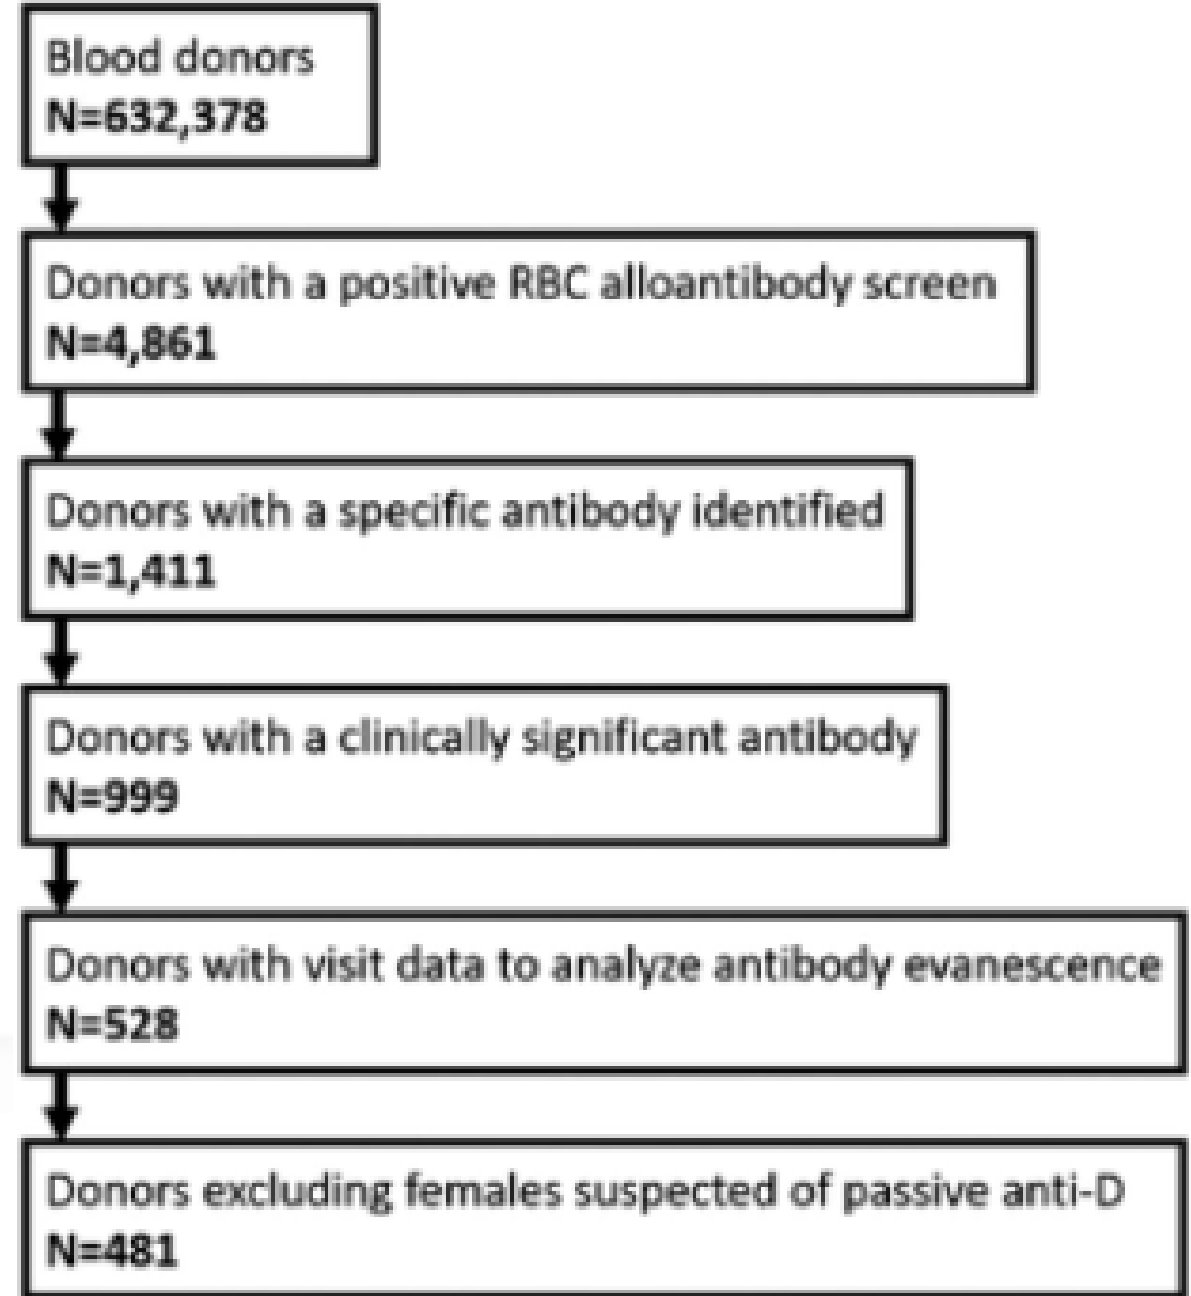 Blood donors
N=632,378
Donors with a positive RBC alloantibody screen
N=4,861
Donors with a specific antibody identified
N=1,411
Donors with a clinically significant antibody
N=999
Donors with visit data to analyze antibody evanescence
N=528
Donors excluding females suspected of passive anti-D
N=481